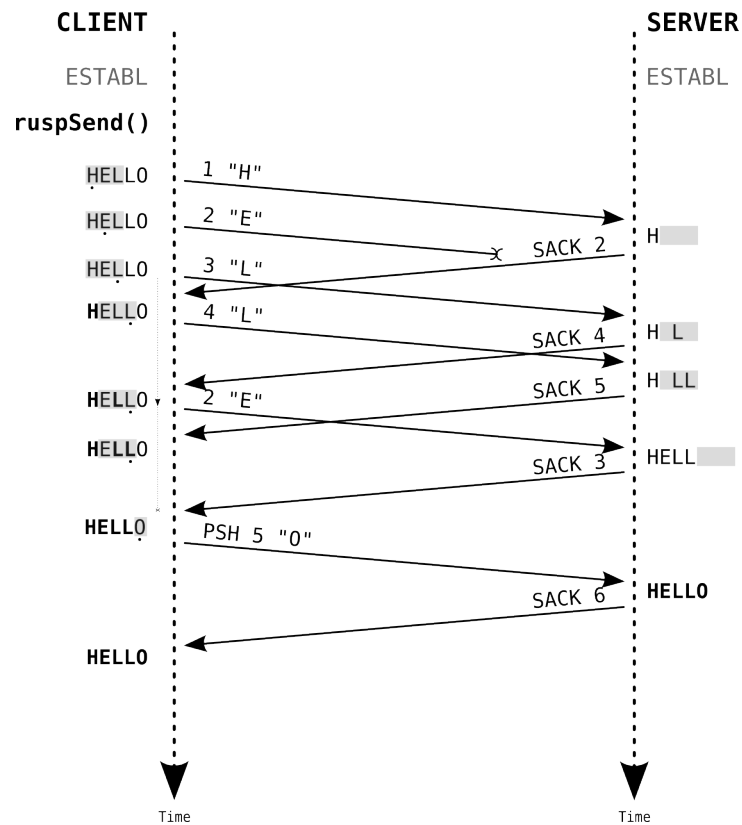 CLIENT SERVER
ESTABL ESTABL
ruspSend()
HELLO 1 "H"
HELLO 2 "E" H
SACK 2
HELLO 3 "L"
HELLO 4 "L"
SACK 4 H L
SACK 5 H LL
HELLO 2 "E"
HELLO HELL
SACK 3
HELLO PSH 5 "O"
SACK 6 HELLO
HELLO
Time Time